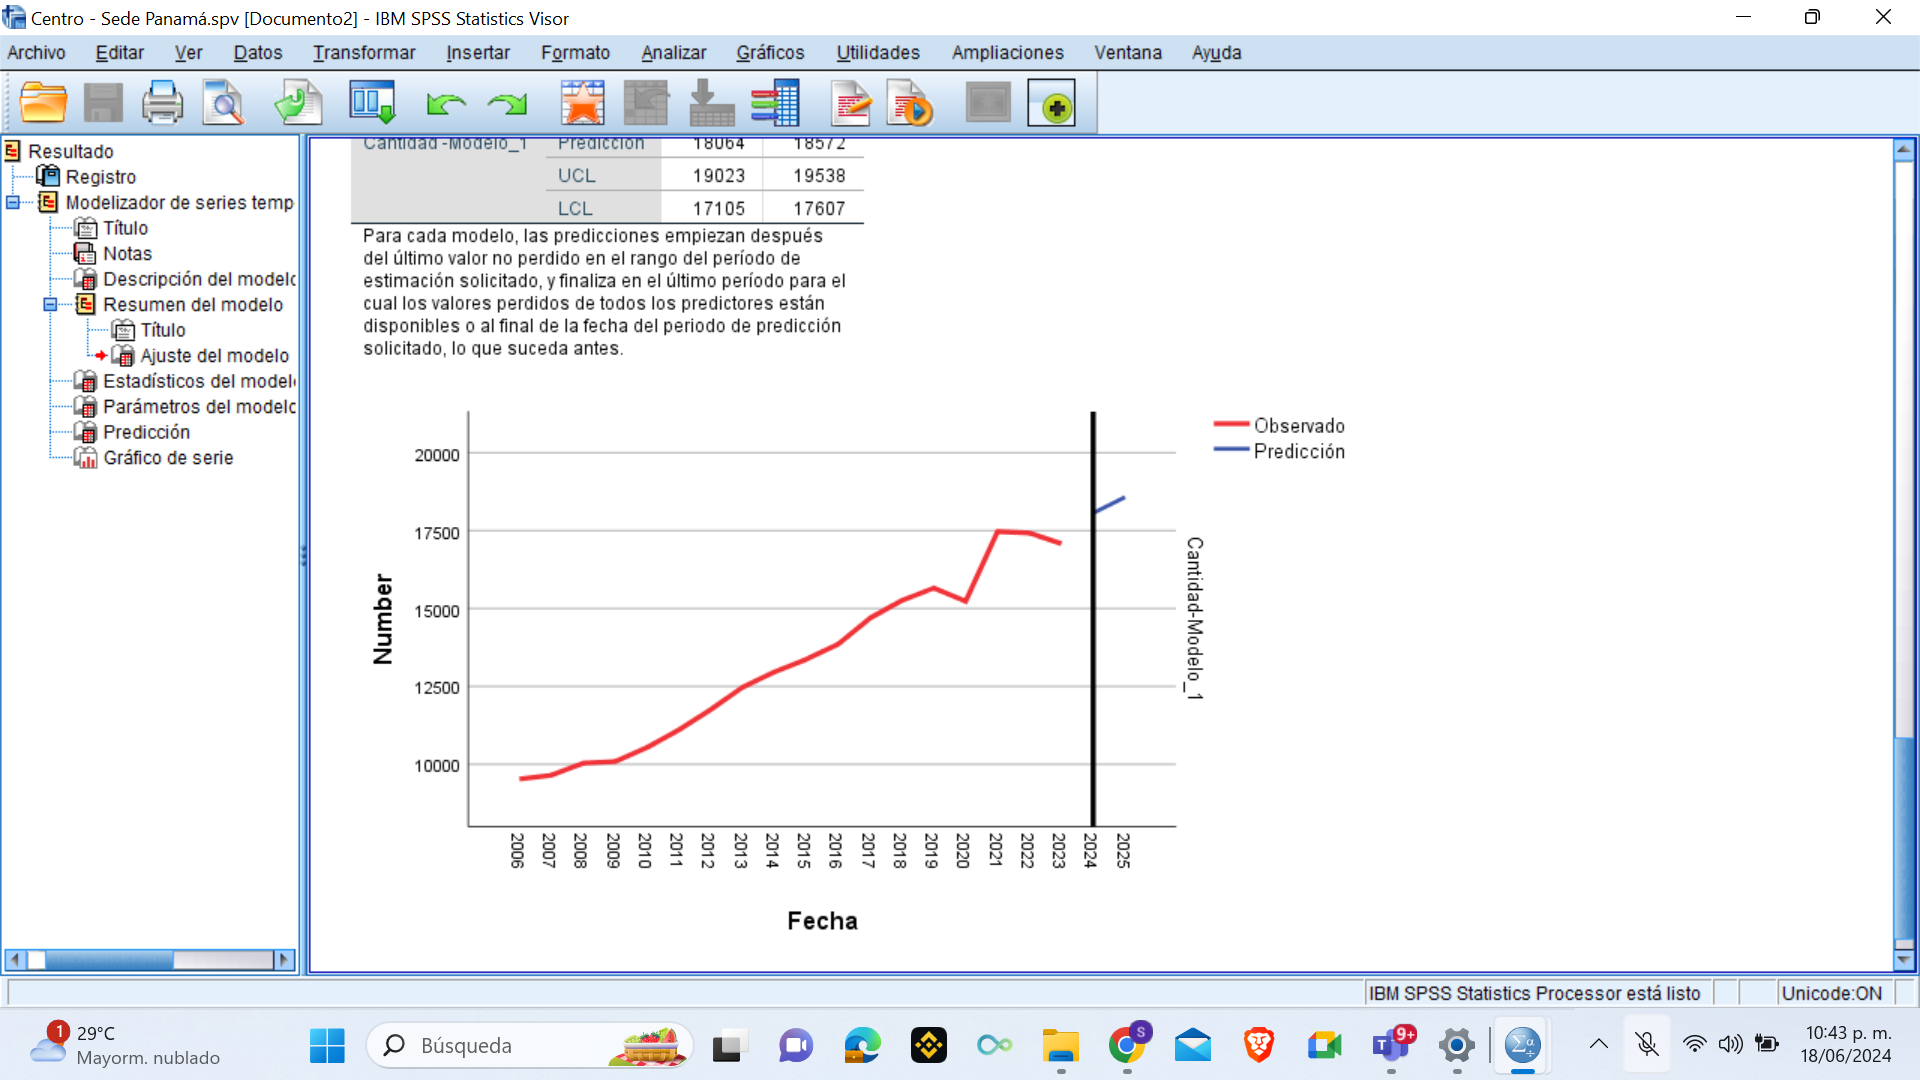 Centro - Sede Panamá.spv [Documento2] - IBM SPSS Statistics Visor
Archivo Editar Ver Datos Transformar Insertar Formato Analizar Gráficos Utilidades Ampliaciones Ventana Ayuda
Resultado
Registro
Modelizador de series temp
Título
Notas
Descripción del modelo
Resumen del modelo
Título
Ajuste del modelo
Estadísticos del model
Parámetros del modelo
Predicción
Gráfico de serie
Cantidad -Modelo_1 Predicción 18064 18572
UCL 19023 19538
LCL 17105 17607
Para cada modelo, las predicciones empiezan después
del último valor no perdido en el rango del período de
estimación solicitado, y finaliza en el último período para el
cual los valores perdidos de todos los predictores están
disponibles o al final de la fecha del periodo de predicción
solicitado, lo que suceda antes.
Observado
Predicción
20000
17500
15000
12500
10000
Number
Cantidad-Modelo_1
2006 2007 2008 2009 2010 2011 2012 2013 2014 2015 2016 2017 2018 2019 2020 2021 2022 2023 2024 2025
Fecha
IBM SPSS Statistics Processor está listo
Unicode:ON
1
29°C
Mayorm. nublado
Búsqueda
S
9+
10:43 p. m.
18/06/2024